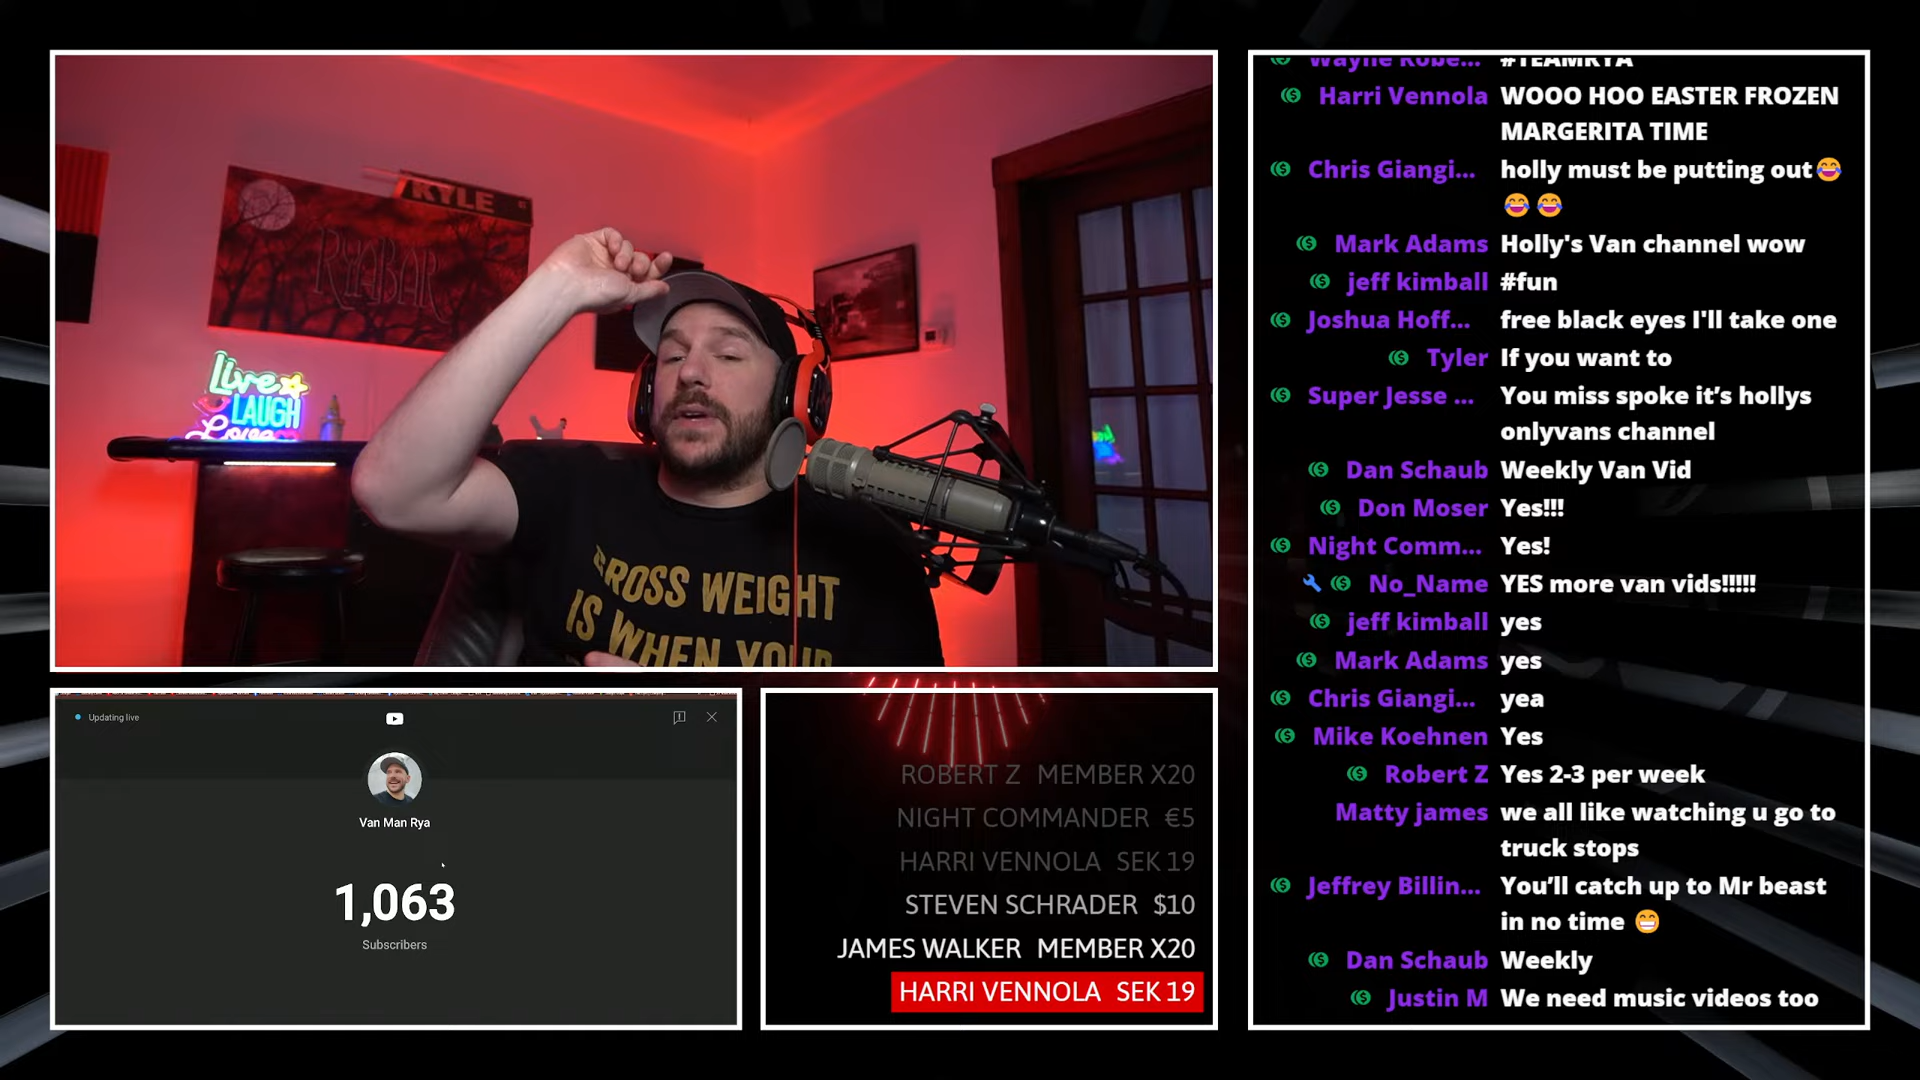 KYLE
RYABAR
Live
LAUGH
Love
GROSS WEIGHT
IS WHEN YOUR
Updating live
Van Man Rya
1,063
Subscribers
ROBERT Z MEMBER X20
NIGHT COMMANDER €5
HARRI VENNOLA SEK 19
STEVEN SCHRADER $10
JAMES WALKER MEMBER X20
HARRI VENNOLA SEK 19
Wayne Robe... #TEAMRYA
Harri Vennola WOOO HOO EASTER FROZEN
MARGERITA TIME
Chris Giangi... holly must be putting out😂
😂😂
Mark Adams Holly's Van channel wow
jeff kimball #fun
Joshua Hoff... free black eyes I'll take one
Tyler If you want to
Super Jesse ... You miss spoke it’s hollys
onlyvans channel
Dan Schaub Weekly Van Vid
Don Moser Yes!!!
Night Comm... Yes!
No_Name YES more van vids!!!!!
jeff kimball yes
Mark Adams yes
Chris Giangi... yea
Mike Koehnen Yes
Robert Z Yes 2-3 per week
Matty james we all like watching u go to
truck stops
Jeffrey Billin... You’ll catch up to Mr beast
in no time 😁
Dan Schaub Weekly
Justin M We need music videos too